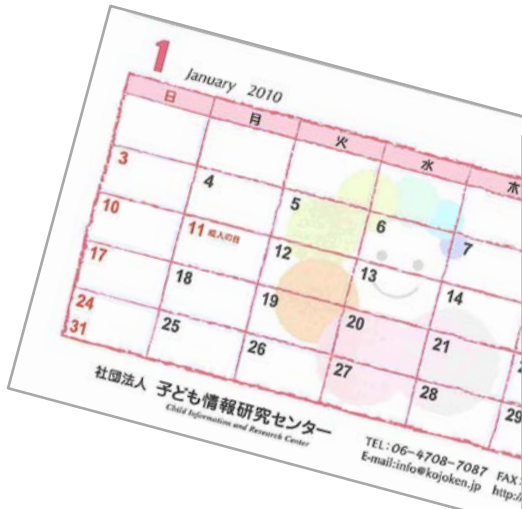 1 January 2010
日 月 火 水 木
3 4 5 6 7
10 11 成人の日 12 13 14
17 18 19 20 21
24 25 26 27 28 29
31
社団法人 子ども情報研究センター
Child Information and Research Center
TEL:06-4708-7087 FAX:
E-mail:info@kojoken.jp http:/